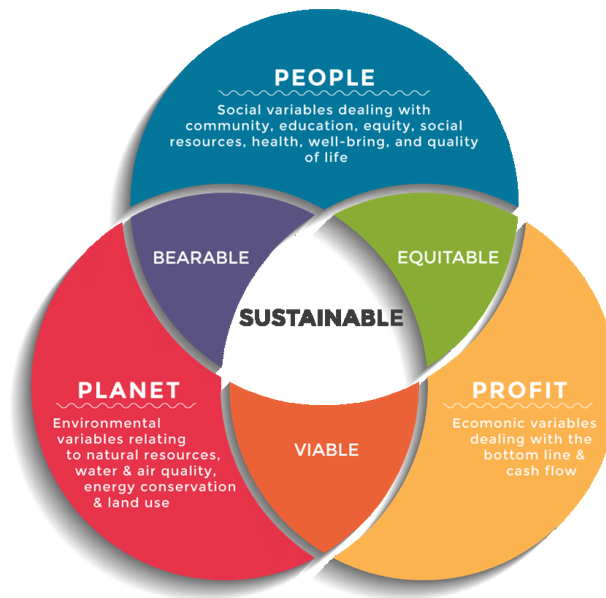 PEOPLE
Social variables dealing with
community, education, equity, social
resources, health, well-bring, and quality
of life
BEARABLE
EQUITABLE
SUSTAINABLE
PLANET
Environmental
variables relating
to natural resources,
water & air quality,
energy conservation
& land use
PROFIT
Ecomonic variables
dealing with the
bottom line &
cash flow
VIABLE